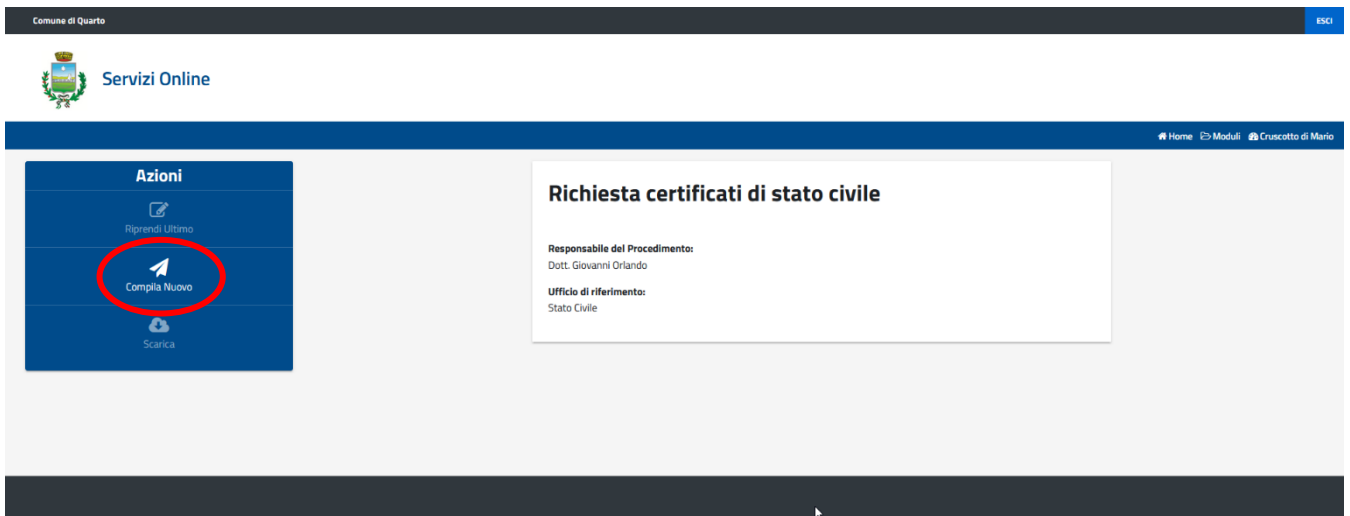 Comune di Quarto
ESCI
Servizi Online
Home Moduli Cruscotto di Mario
Azioni
Riprendi Ultimo
Compila Nuovo
Scarica
Richiesta certificati di stato civile
Responsabile del Procedimento:
Dott. Giovanni Orlando
Ufficio di riferimento:
Stato Civile